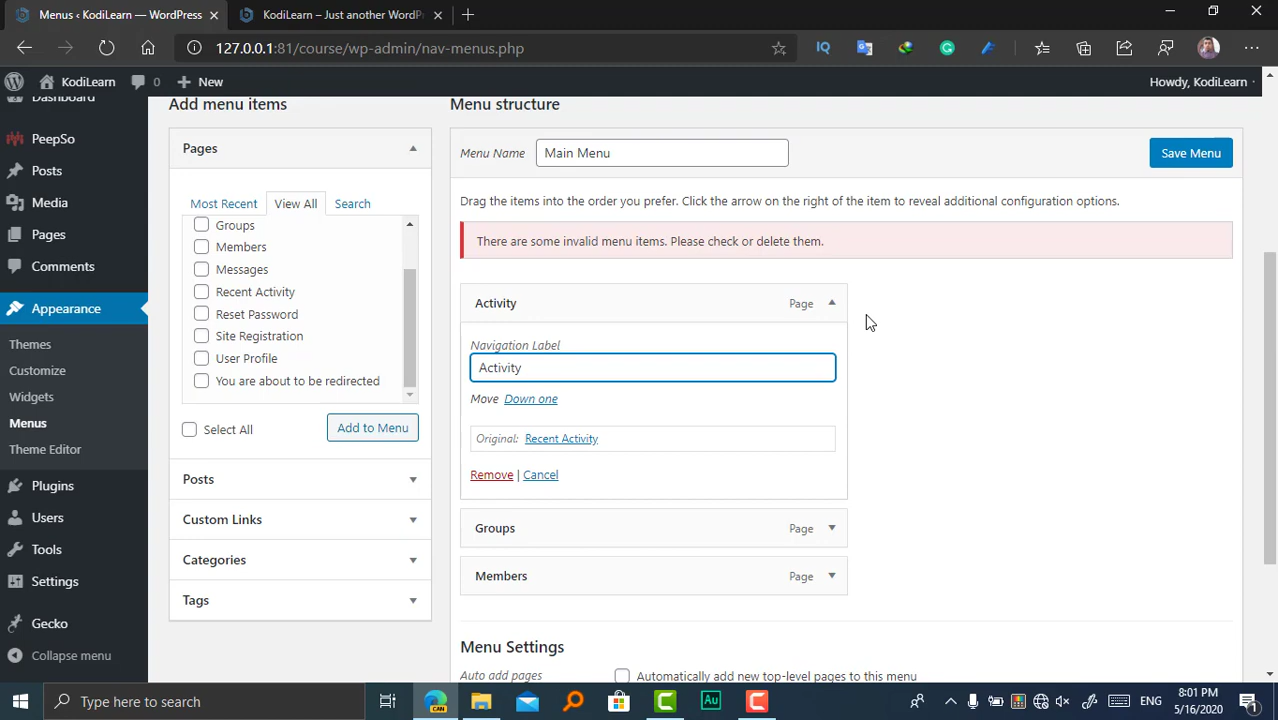 Menus ‹ KodiLearn — WordPress
KodiLearn – Just another WordPr
127.0.0.1:81/course/wp-admin/nav-menus.php
KodiLearn
0
New
Howdy, KodiLearn
Dashboard
PeepSo
Posts
Media
Pages
Comments
Appearance
Themes
Customize
Widgets
Menus
Theme Editor
Plugins
Users
Tools
Settings
Gecko
Collapse menu
Add menu items
Pages
Most Recent
View All
Search
Groups
Members
Messages
Recent Activity
Reset Password
Site Registration
User Profile
You are about to be redirected
Select All
Add to Menu
Posts
Custom Links
Categories
Tags
Menu structure
Menu Name
Main Menu
Save Menu
Drag the items into the order you prefer. Click the arrow on the right of the item to reveal additional configuration options.
There are some invalid menu items. Please check or delete them.
Activity
Page
Navigation Label
Activity
Move Down one
Original: Recent Activity
Remove | Cancel
Groups
Page
Members
Page
Menu Settings
Auto add pages
Automatically add new top-level pages to this menu
Type here to search
CAN
Au
ENG
8:01 PM
5/16/2020
1